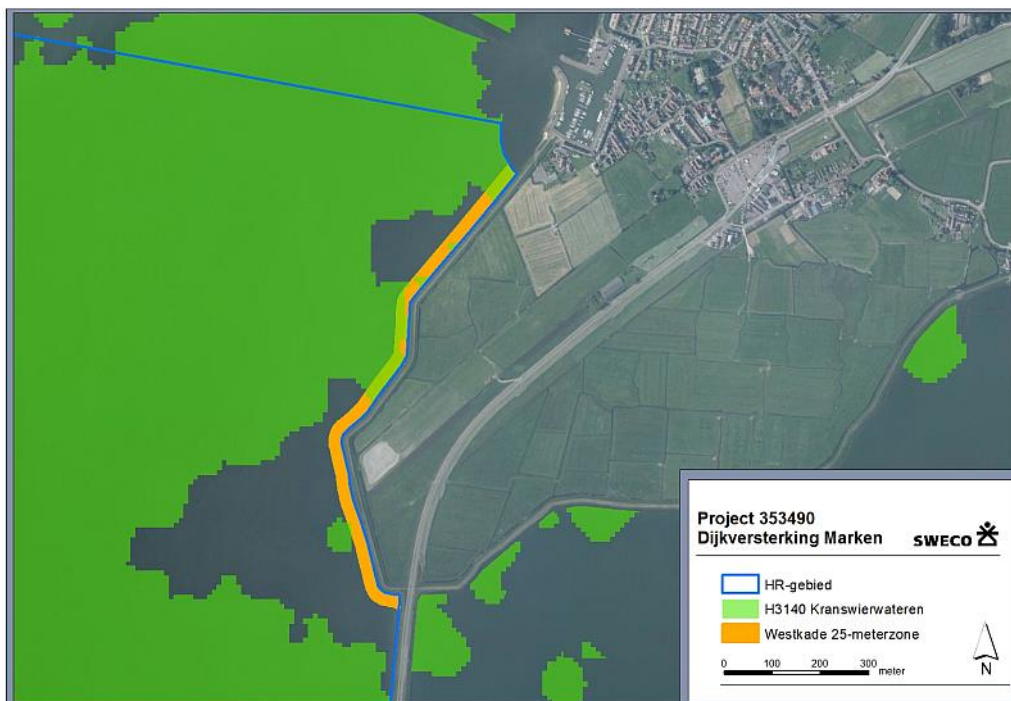 Project 353490
Dijkversterking Marken
SWECO
HR-gebied
H3140 Kranswierwateren
Westkade 25-meterzone
0 100 200 300
meter
N